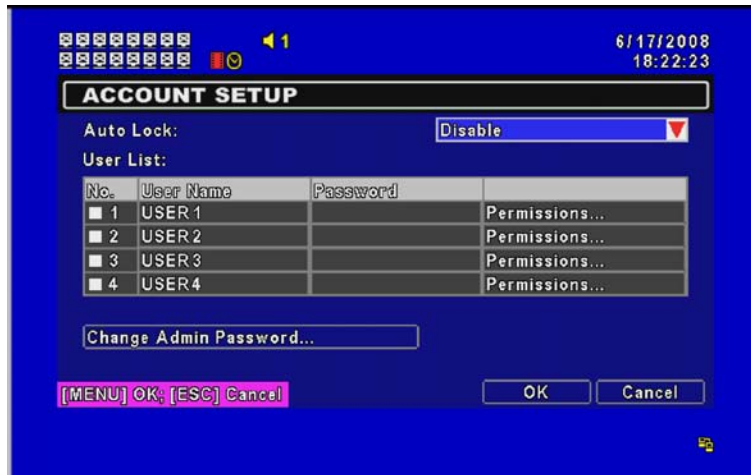 1
6/17/2008
18:22:23
ACCOUNT SETUP
Auto Lock: Disable
User List:
No. User Name Password
1 USER1 Permissions...
2 USER2 Permissions...
3 USER3 Permissions...
4 USER4 Permissions...
Change Admin Password...
[MENU] OK; [ESC] Cancel OK Cancel